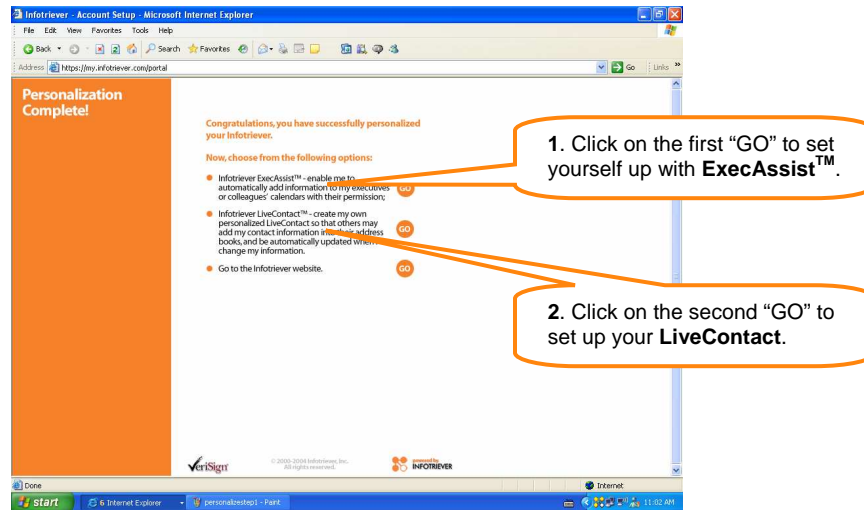 Infotriever - Account Setup - Microsoft Internet Explorer
File Edit View Favorites Tools Help
Back Search Favorites
Address https://my.infotriever.com/portal Go Links »
Personalization
Complete!
Congratulations, you have successfully personalized
your Infotriever.
Now, choose from the following options:
Infotriever ExecAssist™ - enable me to
automatically add information to my executives
or colleagues' calendars with their permission;
GO
Infotriever LiveContact™ - create my own
personalized LiveContact so that others may
add my contact information into their address
books, and be automatically updated when
change my information.
GO
Go to the Infotriever website.
GO
1. Click on the first “GO” to set
yourself up with ExecAssist™.
2. Click on the second “GO” to
set up your LiveContact.
VeriSign
© 2000-2004 Infotriever, Inc.
All rights reserved.
powered by
INFOTRIEVER
Done Internet
start 6 Internet Explorer personalizestep1 - Paint 11:02 AM